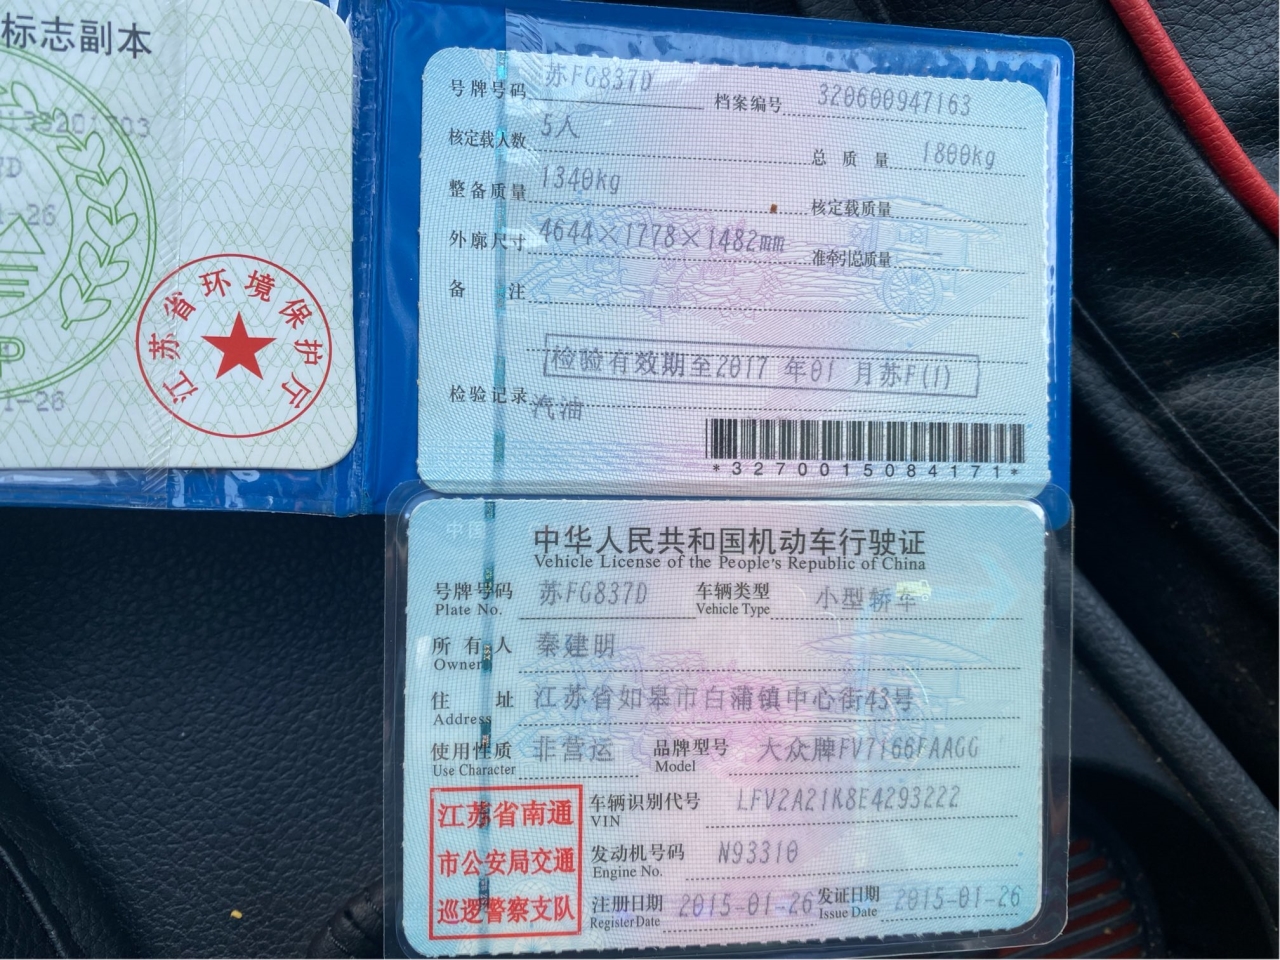 标志副本
江苏省环境保护厅
号牌号码 苏FG837D 档案编号 320600947163
核定载人数 5人 总质量 1800kg
整备质量 1340kg 核定载质量
外廓尺寸 4644×1778×1482mm 准牵引总质量
备注
检验有效期至2017年01月苏F(1)
检验记录 汽油
*3270015084171*
中华人民共和国机动车行驶证
Vehicle License of the People's Republic of China
号牌号码 苏FG837D 车辆类型 小型轿车
Plate No. Vehicle Type
所有人 秦建明
Owner
住址 江苏省如皋市白蒲镇中心街43号
Address
使用性质 非营运 品牌型号 大众牌FV7166FAAGG
Use Character Model
江苏省南通
市公安局交通
巡逻警察支队
车辆识别代号 LFV2A21K8E4293222
VIN
发动机号码 N93310
Engine No.
注册日期 2015-01-26 发证日期 2015-01-26
Register Date Issue Date